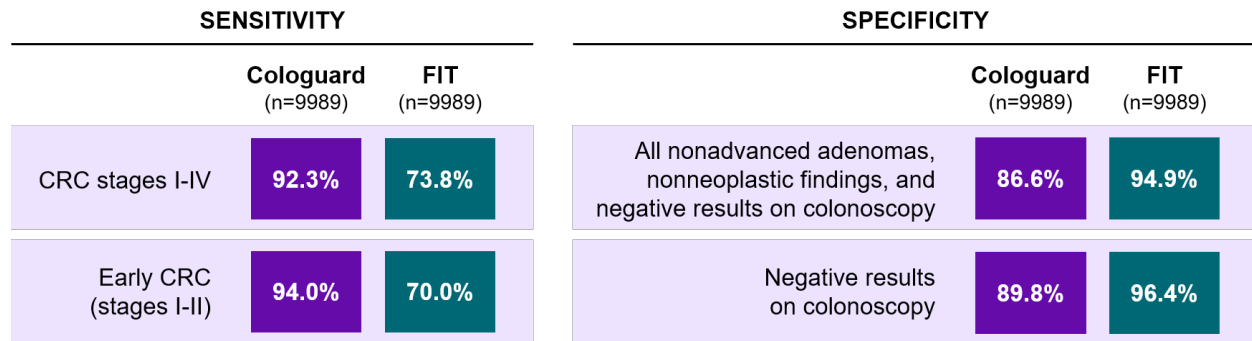 SENSITIVITY
Cologuard
(n=9989)
FIT
(n=9989)
CRC stages I-IV
92.3%
73.8%
Early CRC
(stages I-II)
94.0%
70.0%
SPECIFICITY
Cologuard
(n=9989)
FIT
(n=9989)
All nonadvanced adenomas,
nonneoplastic findings, and
negative results on colonoscopy
86.6%
94.9%
Negative results
on colonoscopy
89.8%
96.4%